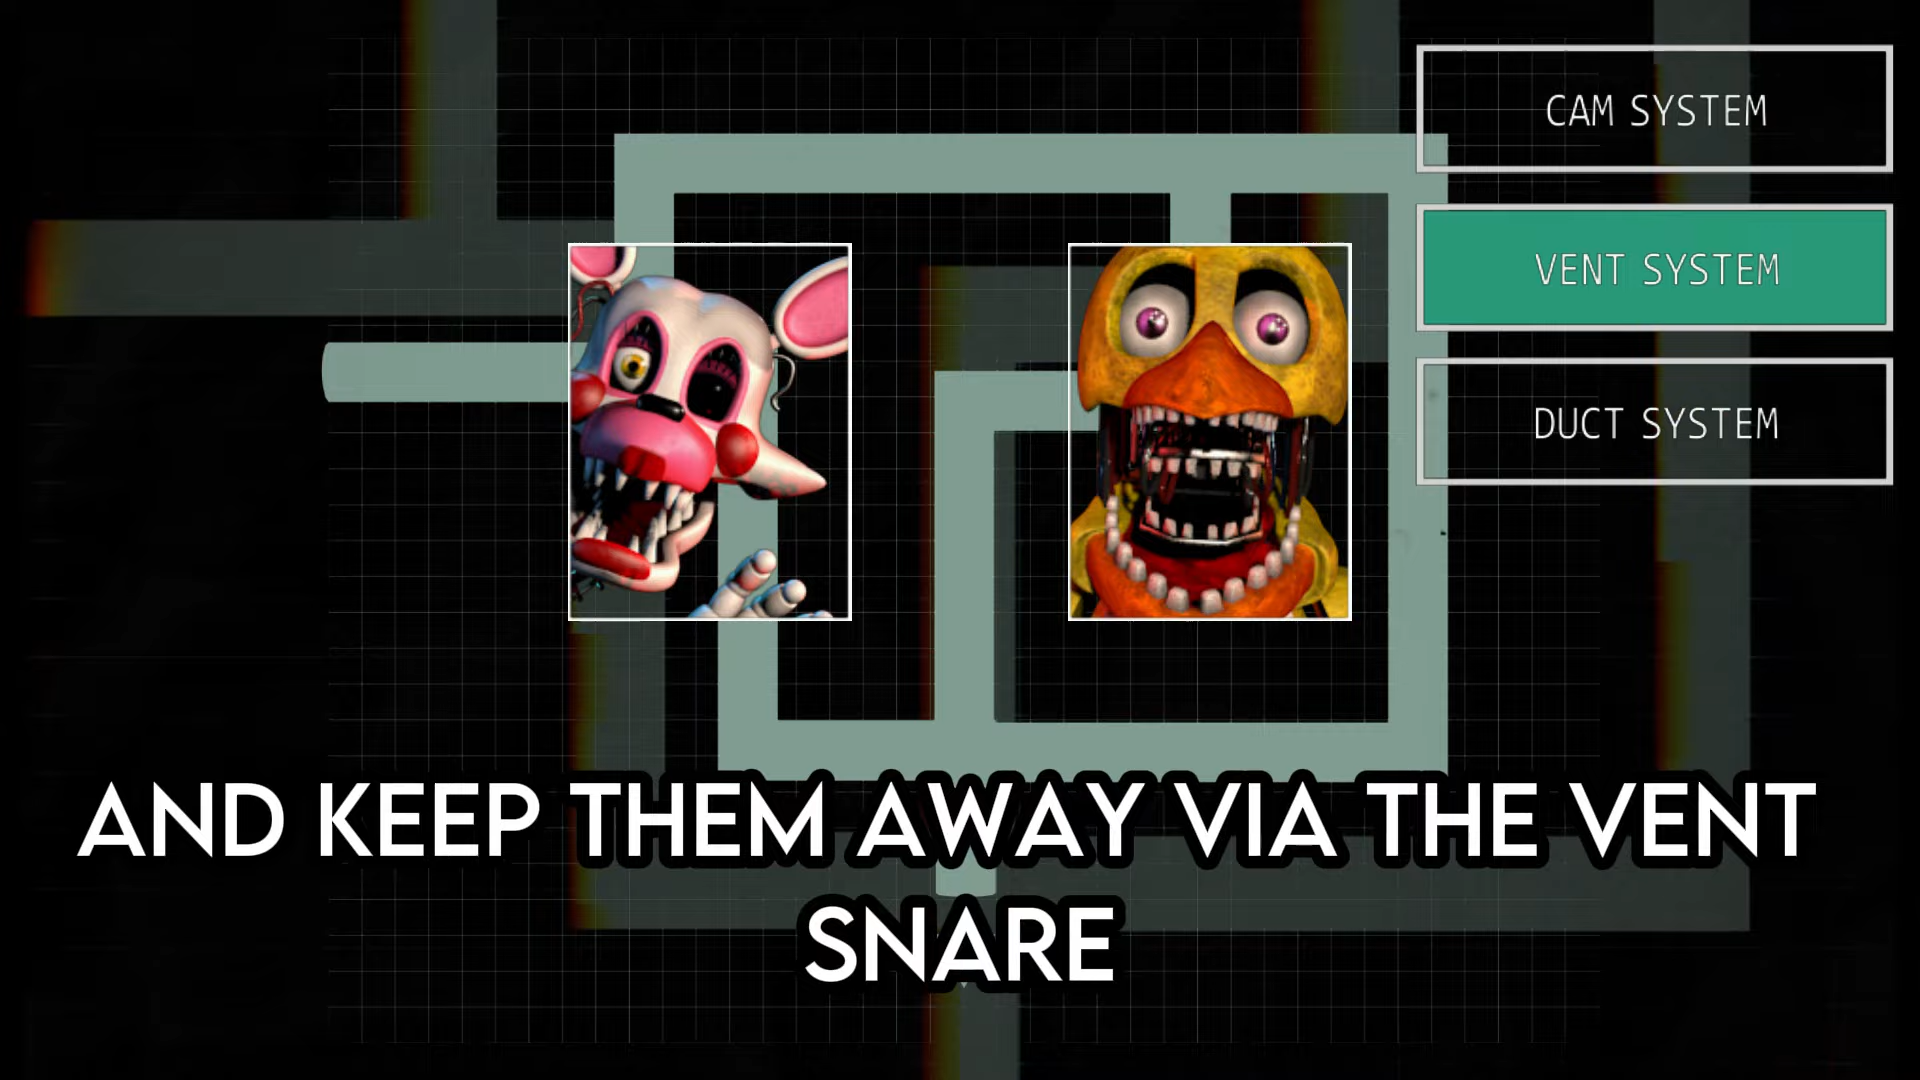 CAM SYSTEM
VENT SYSTEM
DUCT SYSTEM
AND KEEP THEM AWAY VIA THE VENT
SNARE